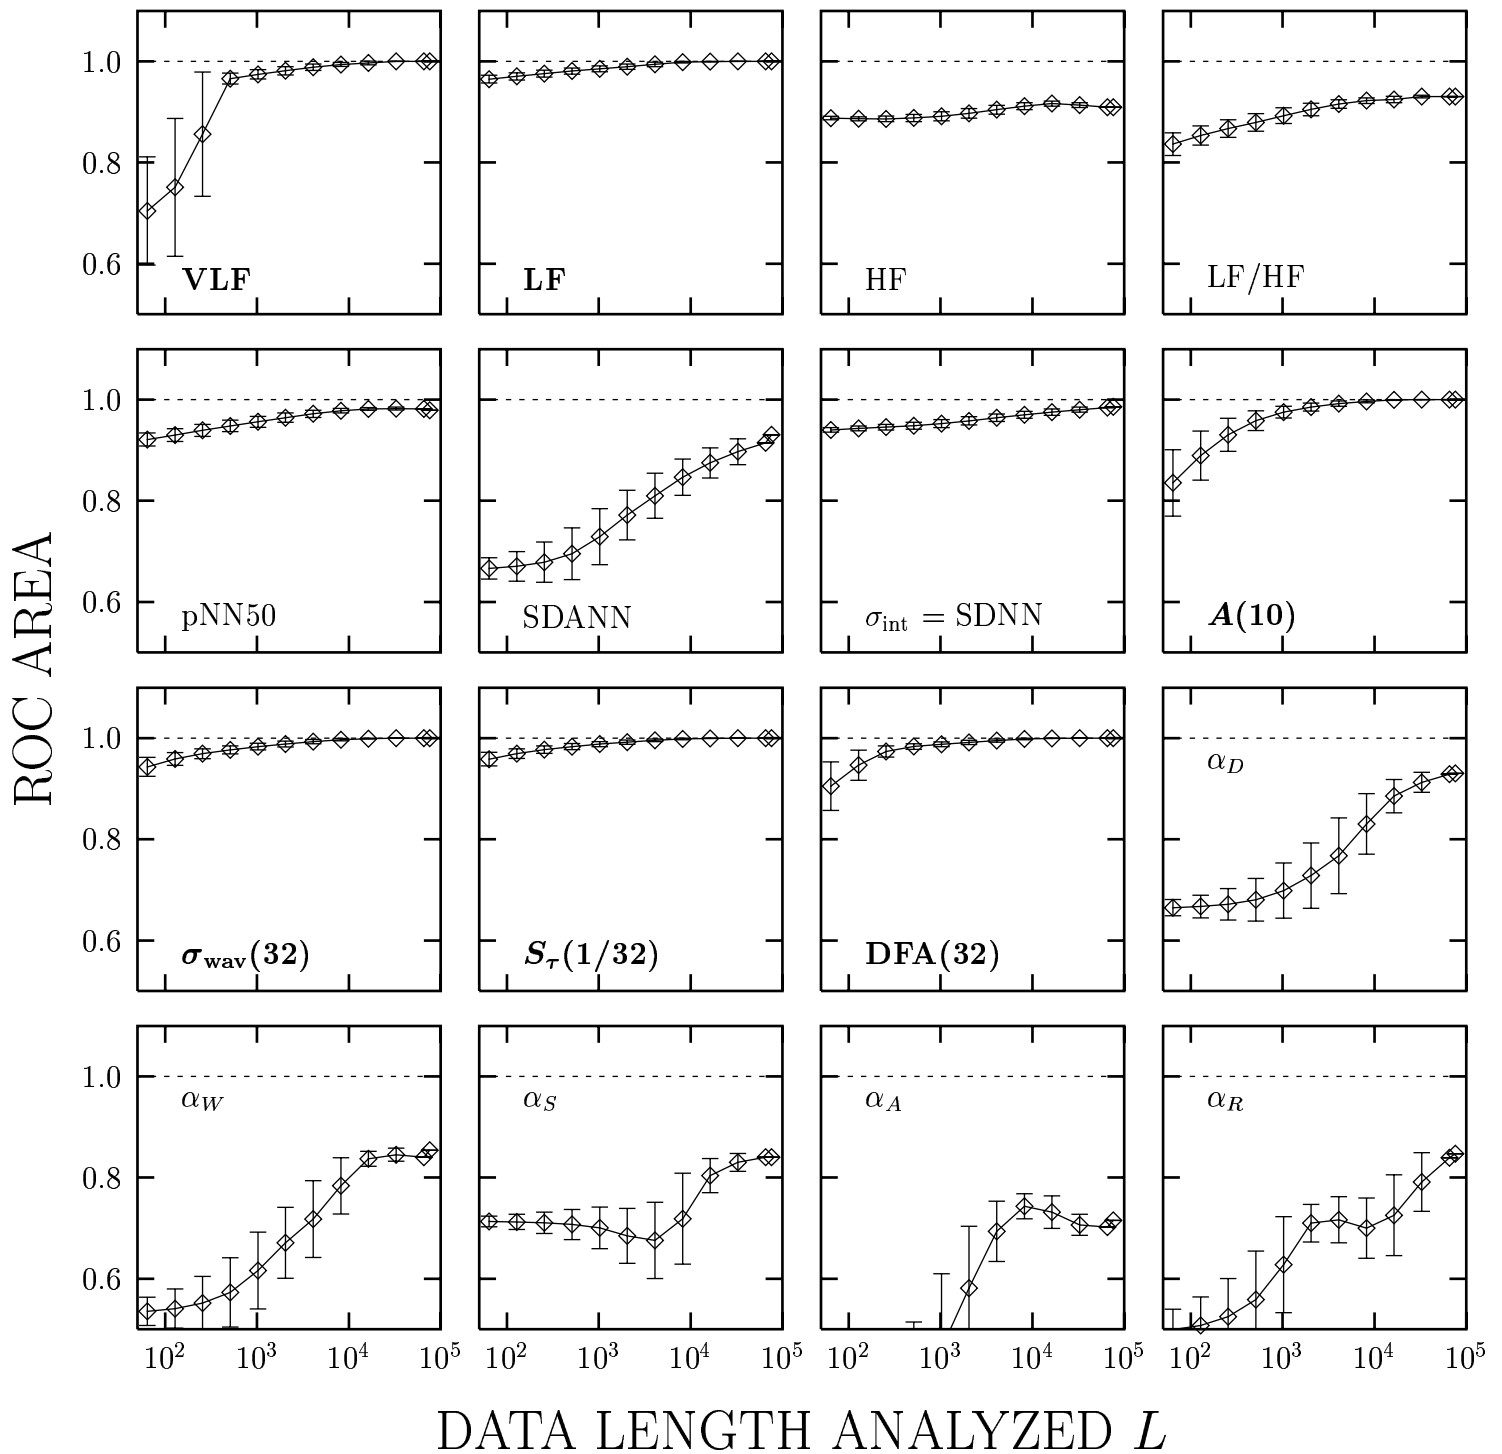 1.0
0.8
0.6
VLF
LF
HF
LF/HF
1.0
0.8
0.6
pNN50
SDANN
σint = SDNN
A(10)
ROC AREA
1.0
0.8
0.6
σwav(32)
Sτ(1/32)
DFA(32)
αD
1.0
0.8
0.6
αW
αS
αA
αR
10² 10³ 10⁴ 10⁵
10² 10³ 10⁴ 10⁵
10² 10³ 10⁴ 10⁵
10² 10³ 10⁴ 10⁵
DATA LENGTH ANALYZED L